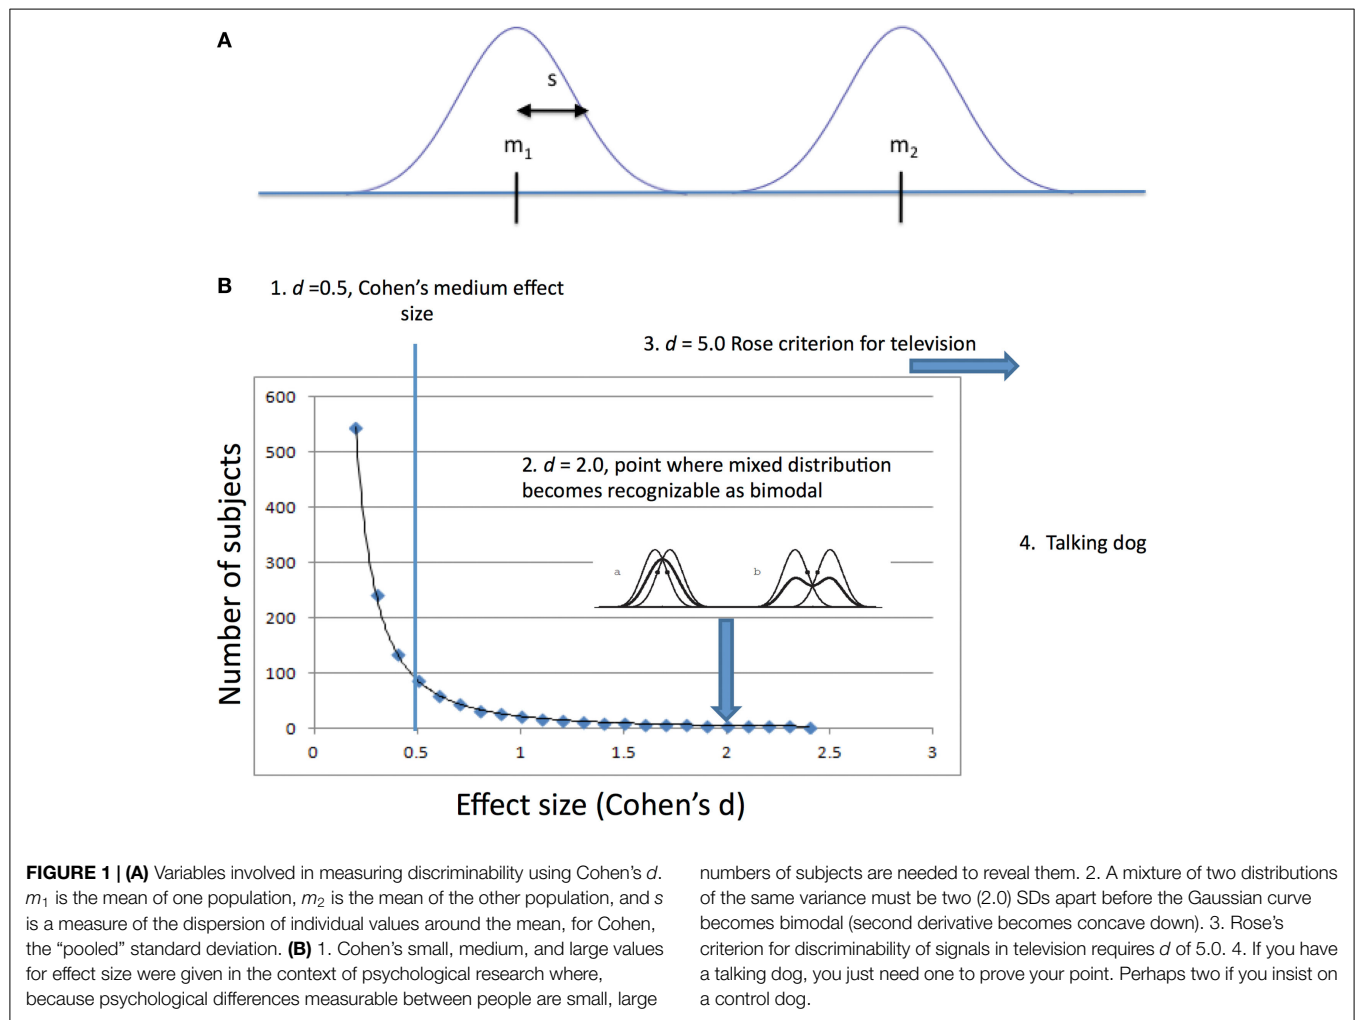 A
s
m1
m2
B
1. d =0.5, Cohen's medium effect
size
3. d = 5.0 Rose criterion for television
600
500
400
300
200
100
0
Number of subjects
2. d = 2.0, point where mixed distribution
becomes recognizable as bimodal
a
b
4. Talking dog
0
0.5
1
1.5
2
2.5
3
Effect size (Cohen's d)
FIGURE 1 | (A) Variables involved in measuring discriminability using Cohen's d.
m1 is the mean of one population, m2 is the mean of the other population, and s
is a measure of the dispersion of individual values around the mean, for Cohen,
the “pooled” standard deviation. (B) 1. Cohen's small, medium, and large values
for effect size were given in the context of psychological research where,
because psychological differences measurable between people are small, large
numbers of subjects are needed to reveal them. 2. A mixture of two distributions
of the same variance must be two (2.0) SDs apart before the Gaussian curve
becomes bimodal (second derivative becomes concave down). 3. Rose's
criterion for discriminability of signals in television requires d of 5.0. 4. If you have
a talking dog, you just need one to prove your point. Perhaps two if you insist on
a control dog.